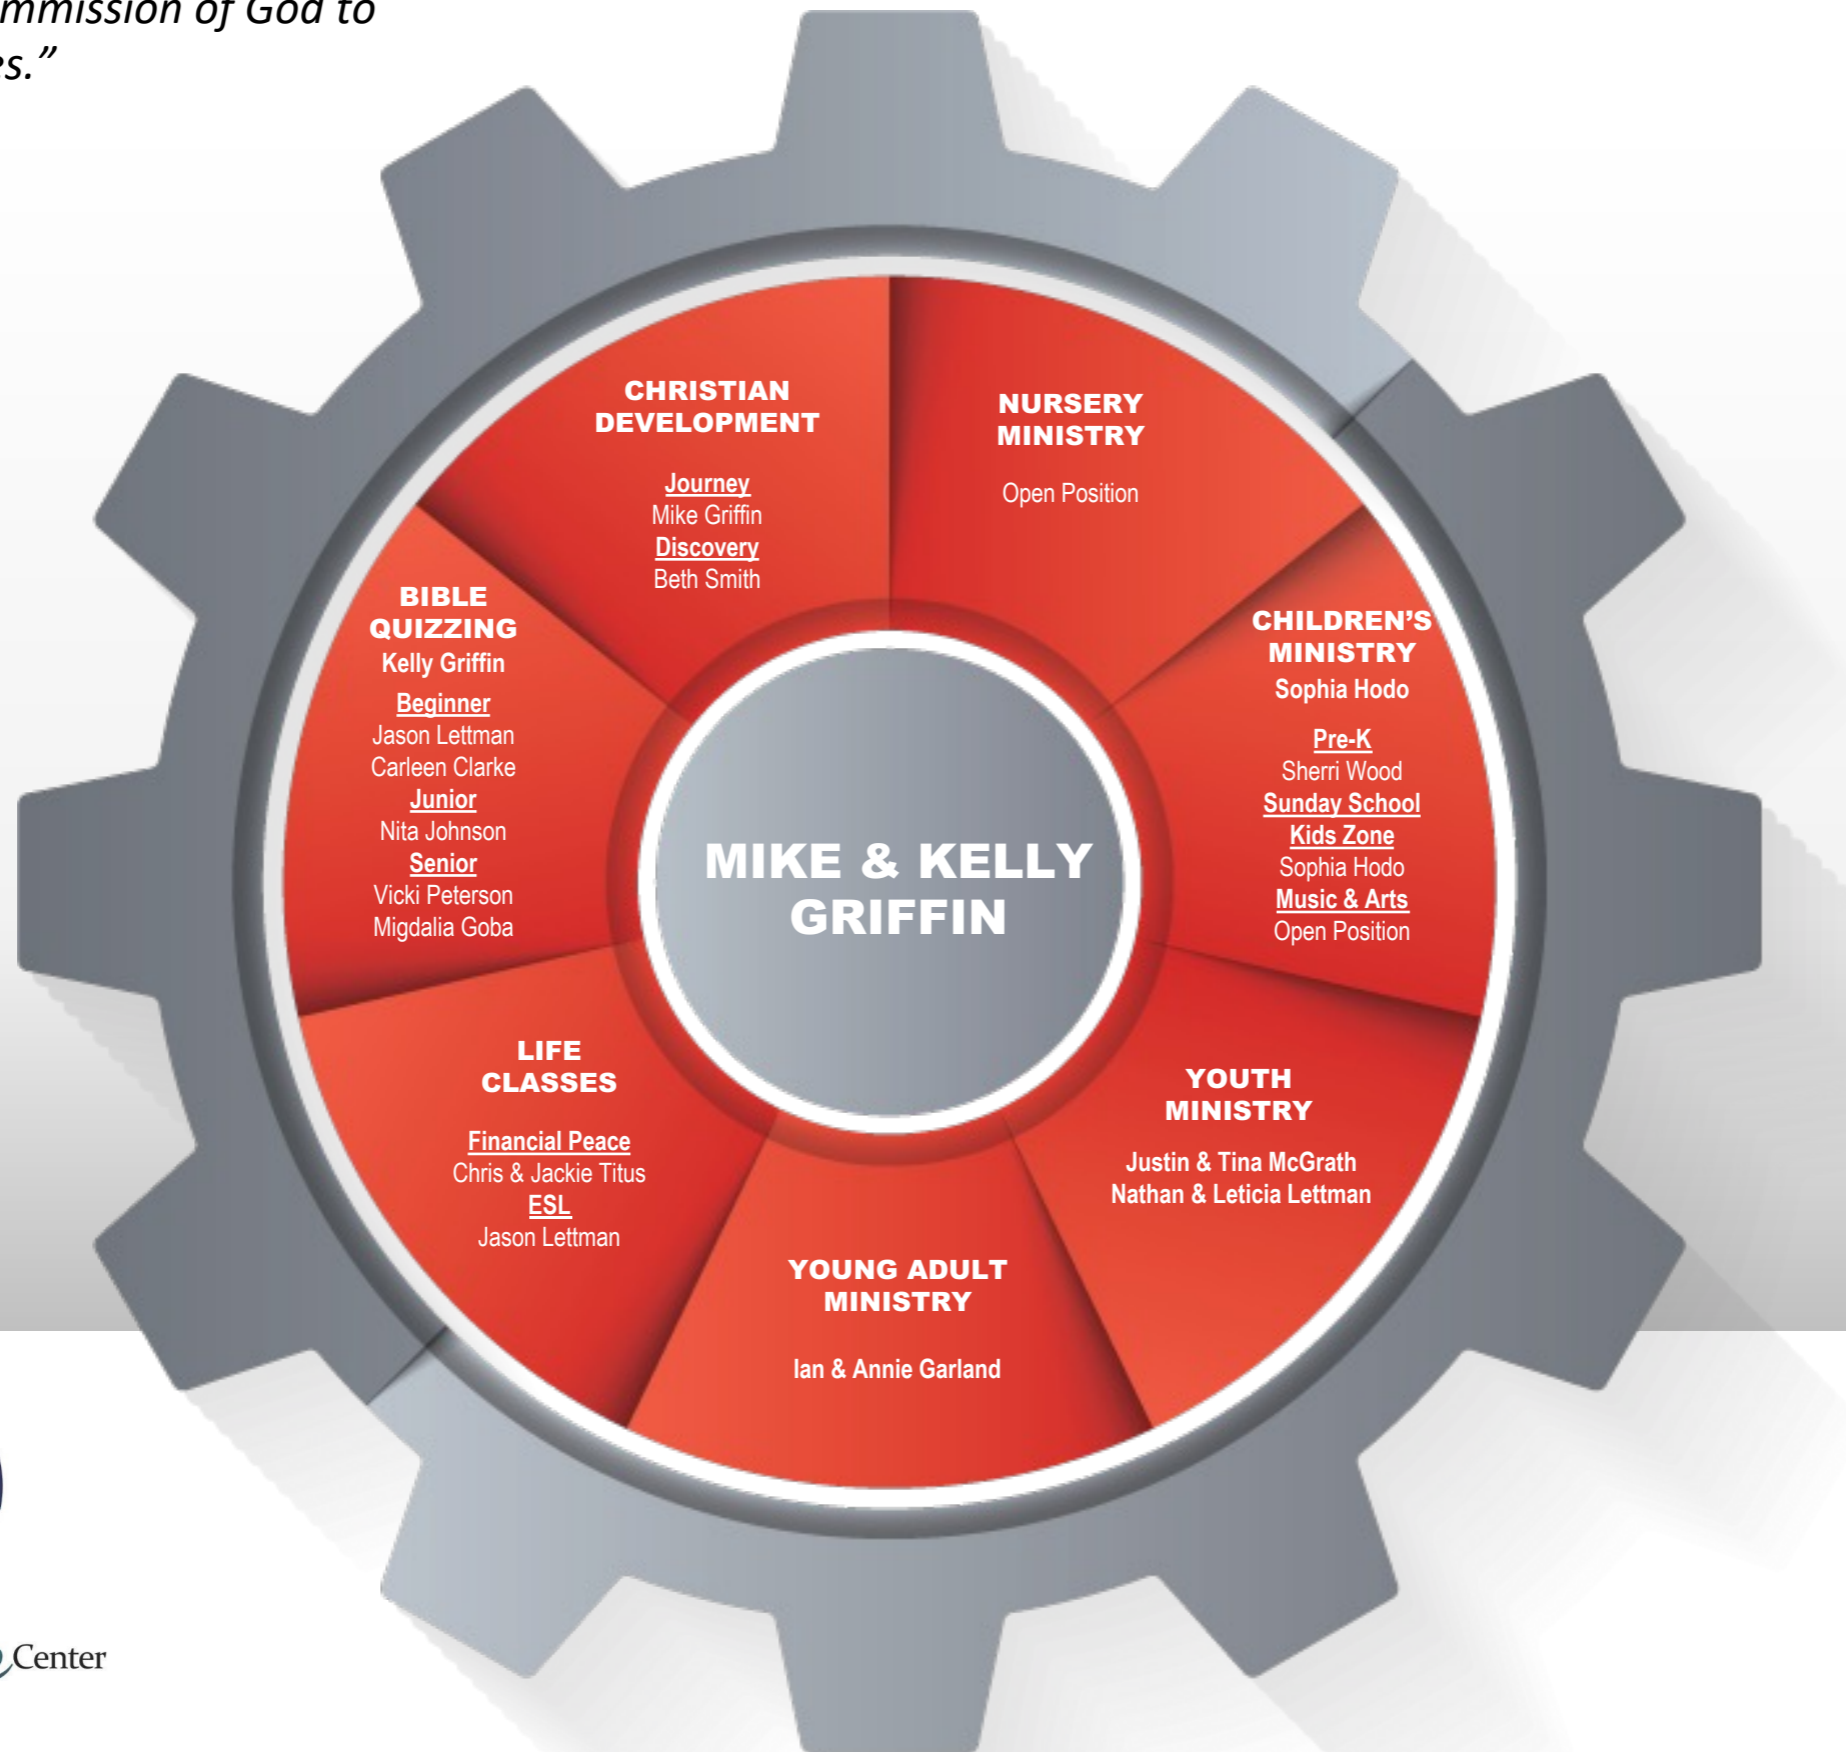 of God to
CHRISTIAN
DEVELOPMENT
Journey
Mike Griffin
Discovery
Beth Smith
NURSERY
MINISTRY
Open Position
CHILDREN’S
MINISTRY
Sophia Hodo
Pre-K
Sherri Wood
Sunday School
Kids Zone
Sophia Hodo
Music & Arts
Open Position
YOUTH
MINISTRY
Justin & Tina McGrath
Nathan & Leticia Lettman
YOUNG ADULT
MINISTRY
Ian & Annie Garland
LIFE
CLASSES
Financial Peace
Chris & Jackie Titus
ESL
Jason Lettman
BIBLE
QUIZZING
Kelly Griffin
Beginner
Jason Lettman
Carleen Clarke
Junior
Nita Johnson
Senior
Vicki Peterson
Migdalia Goba
MIKE & KELLY
GRIFFIN
Center